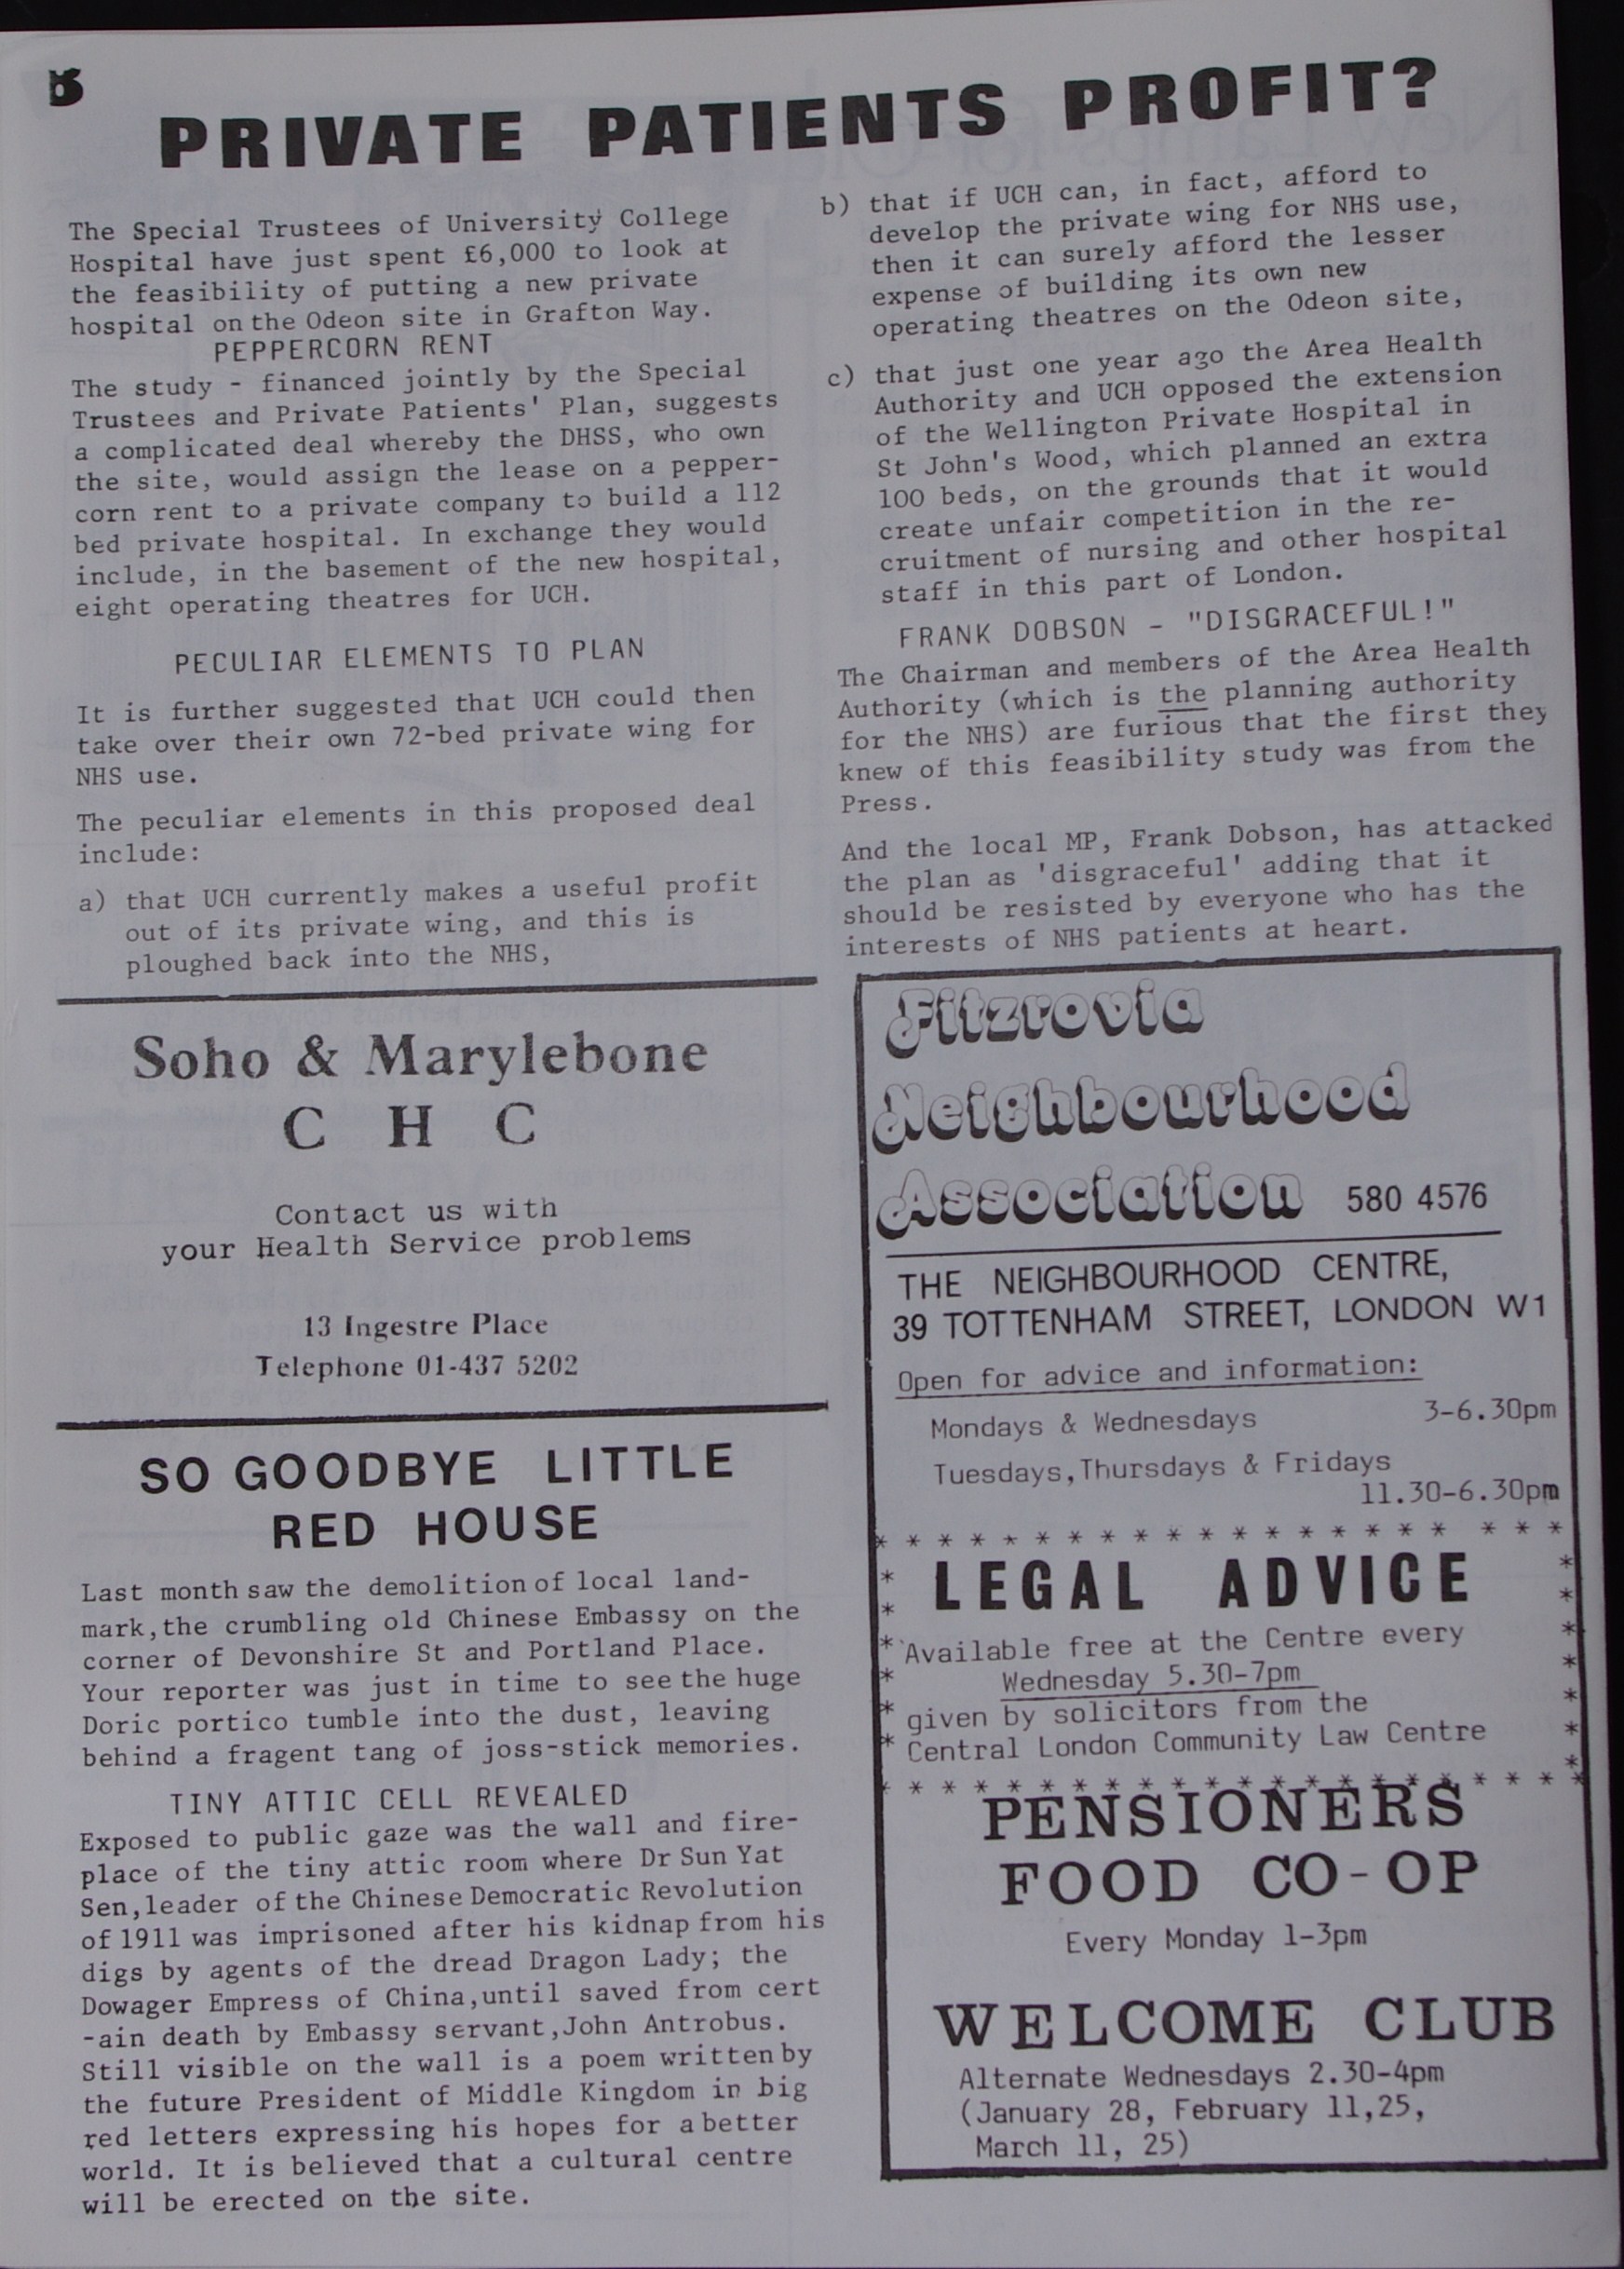 8
PRIVATE PATIENTS PROFIT?
The Special Trustees of University College
Hospital have just spent £6,000 to look at
the feasibility of putting a new private
hospital on the Odeon site in Grafton Way.
PEPPERCORN RENT
The study - financed jointly by the Special
Trustees and Private Patients' Plan, suggests
a complicated deal whereby the DHSS, who own
the site, would assign the lease on a pepper-
corn rent to a private company to build a 112
bed private hospital. In exchange they would
include, in the basement of the new hospital,
eight operating theatres for UCH.
PECULIAR ELEMENTS TO PLAN
It is further suggested that UCH could then
take over their own 72-bed private wing for
NHS use.
The peculiar elements in this proposed deal
include:
a) that UCH currently makes a useful profit
out of its private wing, and this is
ploughed back into the NHS,
b) that if UCH can, in fact, afford to
develop the private wing for NHS use,
then it can surely afford the lesser
expense of building its own new
operating theatres on the Odeon site,
c) that just one year ago the Area Health
Authority and UCH opposed the extension
of the Wellington Private Hospital in
St John's Wood, which planned an extra
100 beds, on the grounds that it would
create unfair competition in the re-
cruitment of nursing and other hospital
staff in this part of London.
FRANK DOBSON - "DISGRACEFUL!"
The Chairman and members of the Area Health
Authority (which is the planning authority
for the NHS) are furious that the first they
knew of this feasibility study was from the
Press.
And the local MP, Frank Dobson, has attacked
the plan as 'disgraceful' adding that it
should be resisted by everyone who has the
interests of NHS patients at heart.
Soho & Marylebone
C H C
Contact us with
your Health Service problems
13 Ingestre Place
Telephone 01-437 5202
SO GOODBYE LITTLE
RED HOUSE
Last month saw the demolition of local land-
mark,the crumbling old Chinese Embassy on the
corner of Devonshire St and Portland Place.
Your reporter was just in time to see the huge
Doric portico tumble into the dust, leaving
behind a fragent tang of joss-stick memories.
TINY ATTIC CELL REVEALED
Exposed to public gaze was the wall and fire-
place of the tiny attic room where Dr Sun Yat
Sen,leader of the Chinese Democratic Revolution
of 1911 was imprisoned after his kidnap from his
digs by agents of the dread Dragon Lady; the
Dowager Empress of China,until saved from cert
-ain death by Embassy servant,John Antrobus.
Still visible on the wall is a poem written by
the future President of Middle Kingdom in big
red letters expressing his hopes for a better
world. It is believed that a cultural centre
will be erected on the site.
Fitzrovia
Neighbourhood
Association 580 4576
THE NEIGHBOURHOOD CENTRE,
39 TOTTENHAM STREET, LONDON W1
Open for advice and information:
Mondays & Wednesdays 3-6.30pm
Tuesdays,Thursdays & Fridays
11.30-6.30pm
LEGAL ADVICE
Available free at the Centre every
Wednesday 5.30-7pm
given by solicitors from the
Central London Community Law Centre
PENSIONERS
FOOD CO-OP
Every Monday 1-3pm
WELCOME CLUB
Alternate Wednesdays 2.30-4pm
(January 28, February 11,25,
March 11, 25)